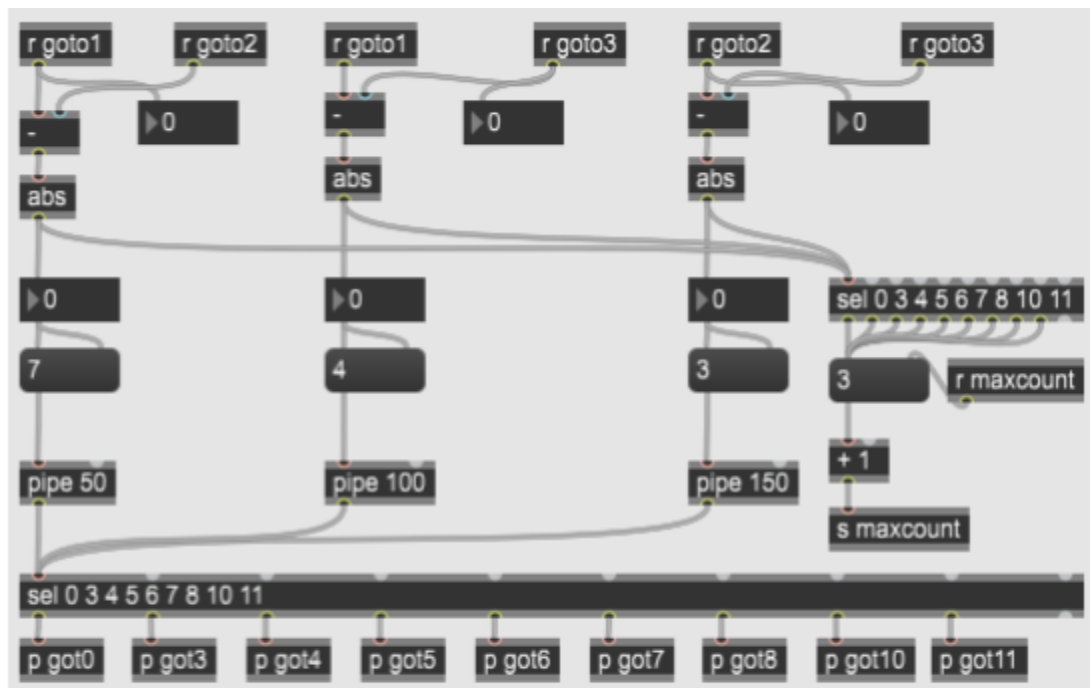 r goto1 r goto2 r goto1 r goto3 r goto2 r goto3
- 0 - 0 - 0
abs abs abs
0 0 0 sel 0 3 4 5 6 7 8 10 11
7 4 3 3 r maxcount
+ 1
pipe 50 pipe 100 pipe 150
s maxcount
sel 0 3 4 5 6 7 8 10 11
p got0 p got3 p got4 p got5 p got6 p got7 p got8 p got10 p got11